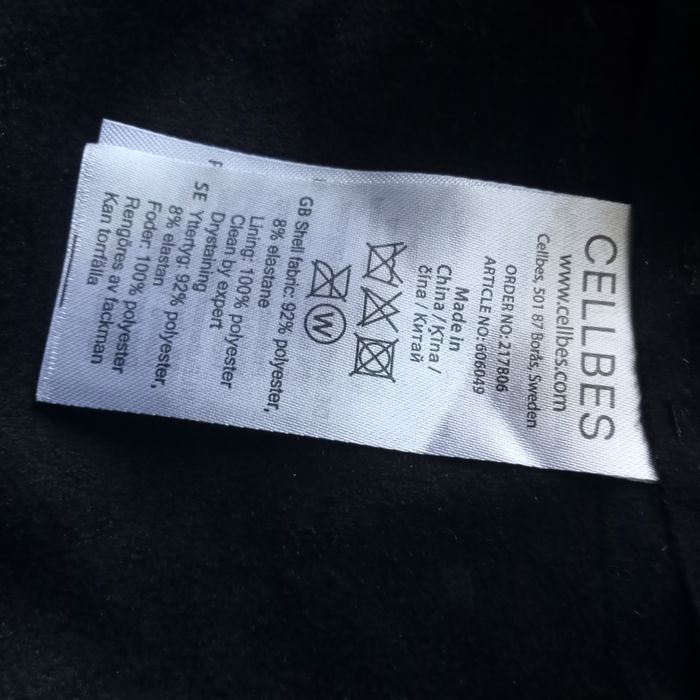 CELLBES
www.cellbes.com
Cellbes, 501 87 Borås, Sweden
ORDER NO: 217806
ARTICLE NO: 606049
Made in
China / Ķīna /
čína / Китай
W
GB Shell fabric: 92% polyester,
8% elastane
Lining: 100% polyester
Clean by expert
Drystaining
SE Yttertyg: 92% polyester,
8% elastan
Foder: 100% polyester
Rengöres av fackman
Kan torrfälla